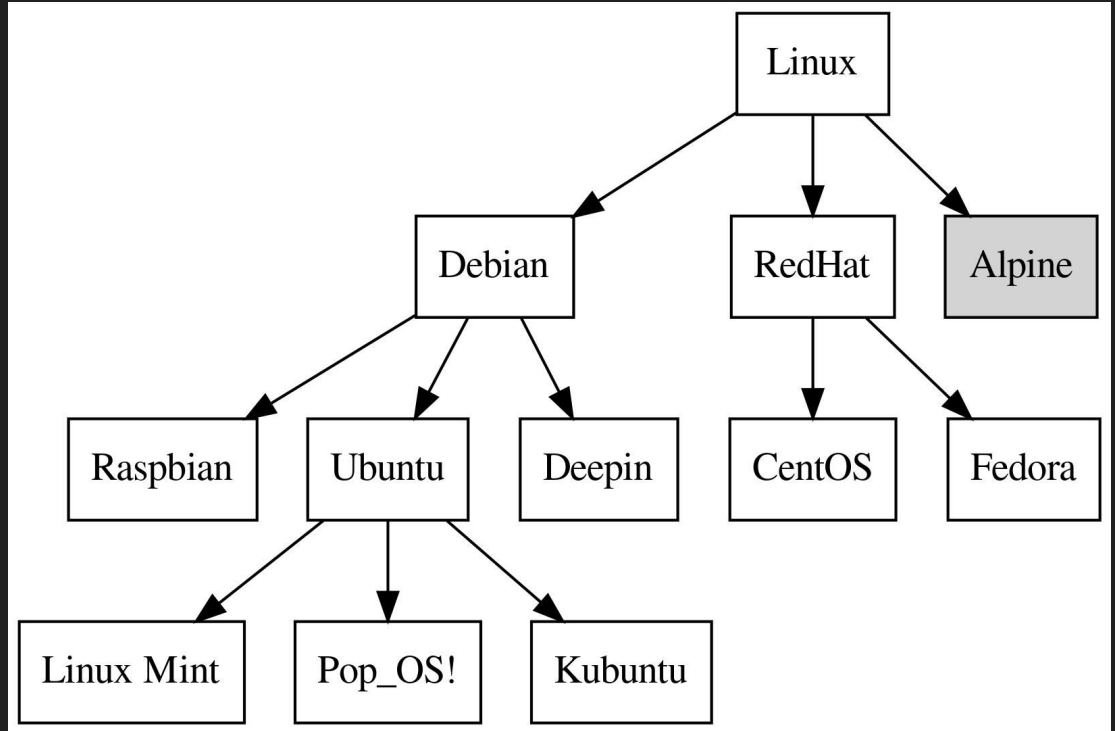 Linux
Debian
RedHat
Alpine
Raspbian
Ubuntu
Deepin
CentOS
Fedora
Linux Mint
Pop_OS!
Kubuntu